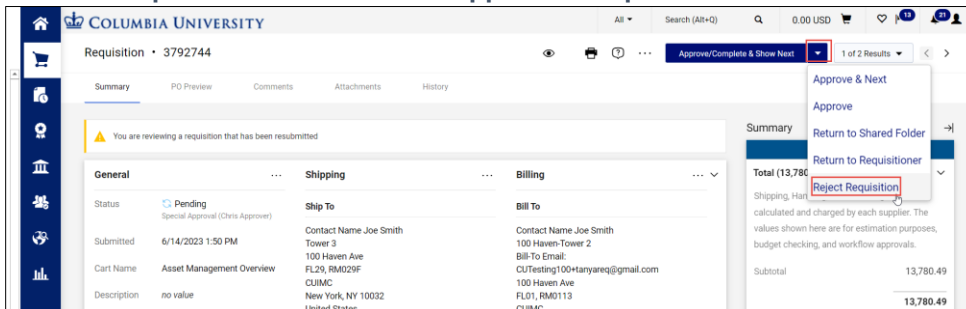 COLUMBIA UNIVERSITY
All
Search (Alt+Q)
0.00 USD
13
21
Requisition • 3792744
Approve/Complete & Show Next
1 of 2 Results
Summary
PO Preview
Comments
Attachments
History
Approve & Next
Approve
Return to Shared Folder
Return to Requisitioner
Reject Requisition
You are reviewing a requisition that has been resubmitted
General
Status
Pending
Special Approval (Chris Approver)
Submitted
6/14/2023 1:50 PM
Cart Name
Asset Management Overview
Description
no value
Shipping
Ship To
Contact Name Joe Smith
Tower 3
100 Haven Ave
FL29, RM029F
CUIMC
New York, NY 10032
United States
Billing
Bill To
Contact Name Joe Smith
100 Haven-Tower 2
Bill-To Email:
CUTesting100+tanyareq@gmail.com
100 Haven Ave
FL01, RM0113
CUIMC
Summary
Total (13,780
Shipping,
calculated and charged by each supplier. The
values shown here are for estimation purposes,
budget checking, and workflow approvals.
Subtotal
13,780.49
13,780.49